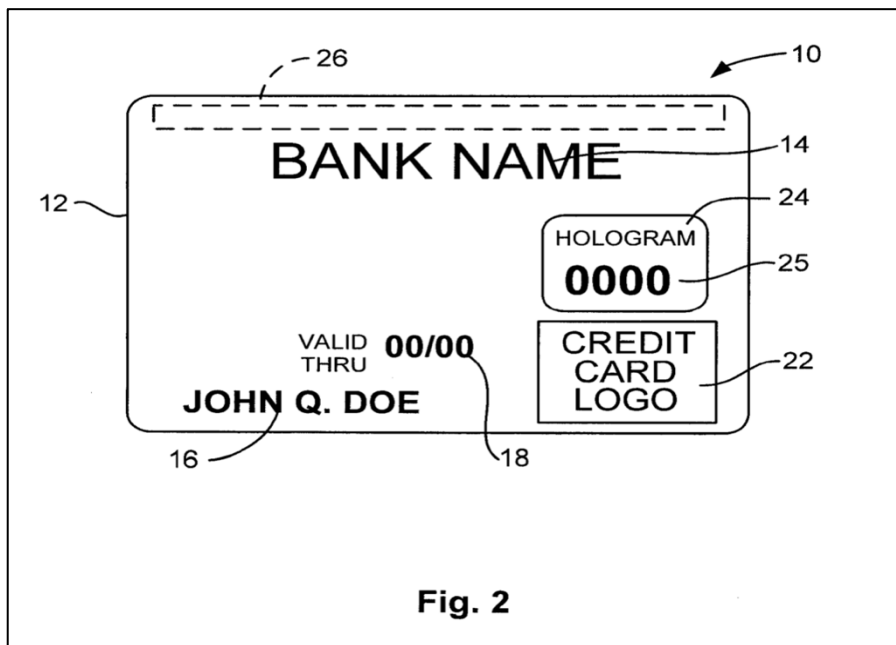 26
10
BANK NAME
14
12
24
HOLOGRAM
0000
25
VALID
THRU
00/00
CREDIT
CARD
LOGO
22
JOHN Q. DOE
16
18
Fig. 2